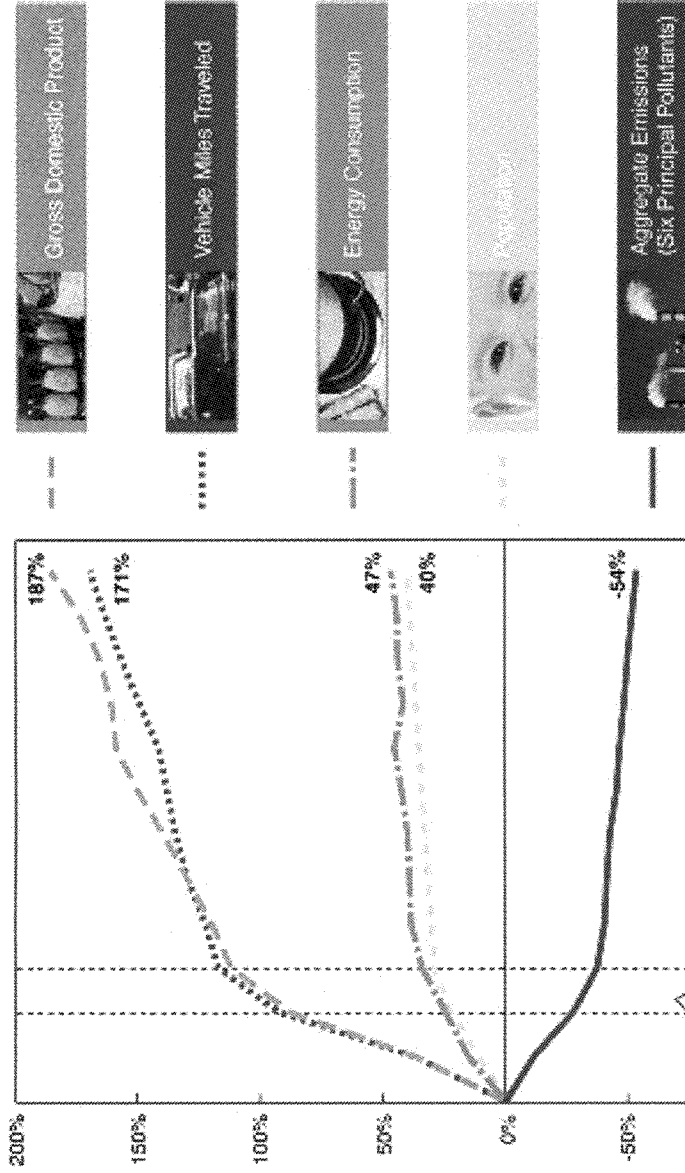 200%
150%
100%
50%
0%
-50%
187%
171%
47%
40%
-54%
Gross Domestic Product
Vehicle Miles Traveled
Energy Consumption
Population
Aggregate Emissions
(Six Principal Pollutants)